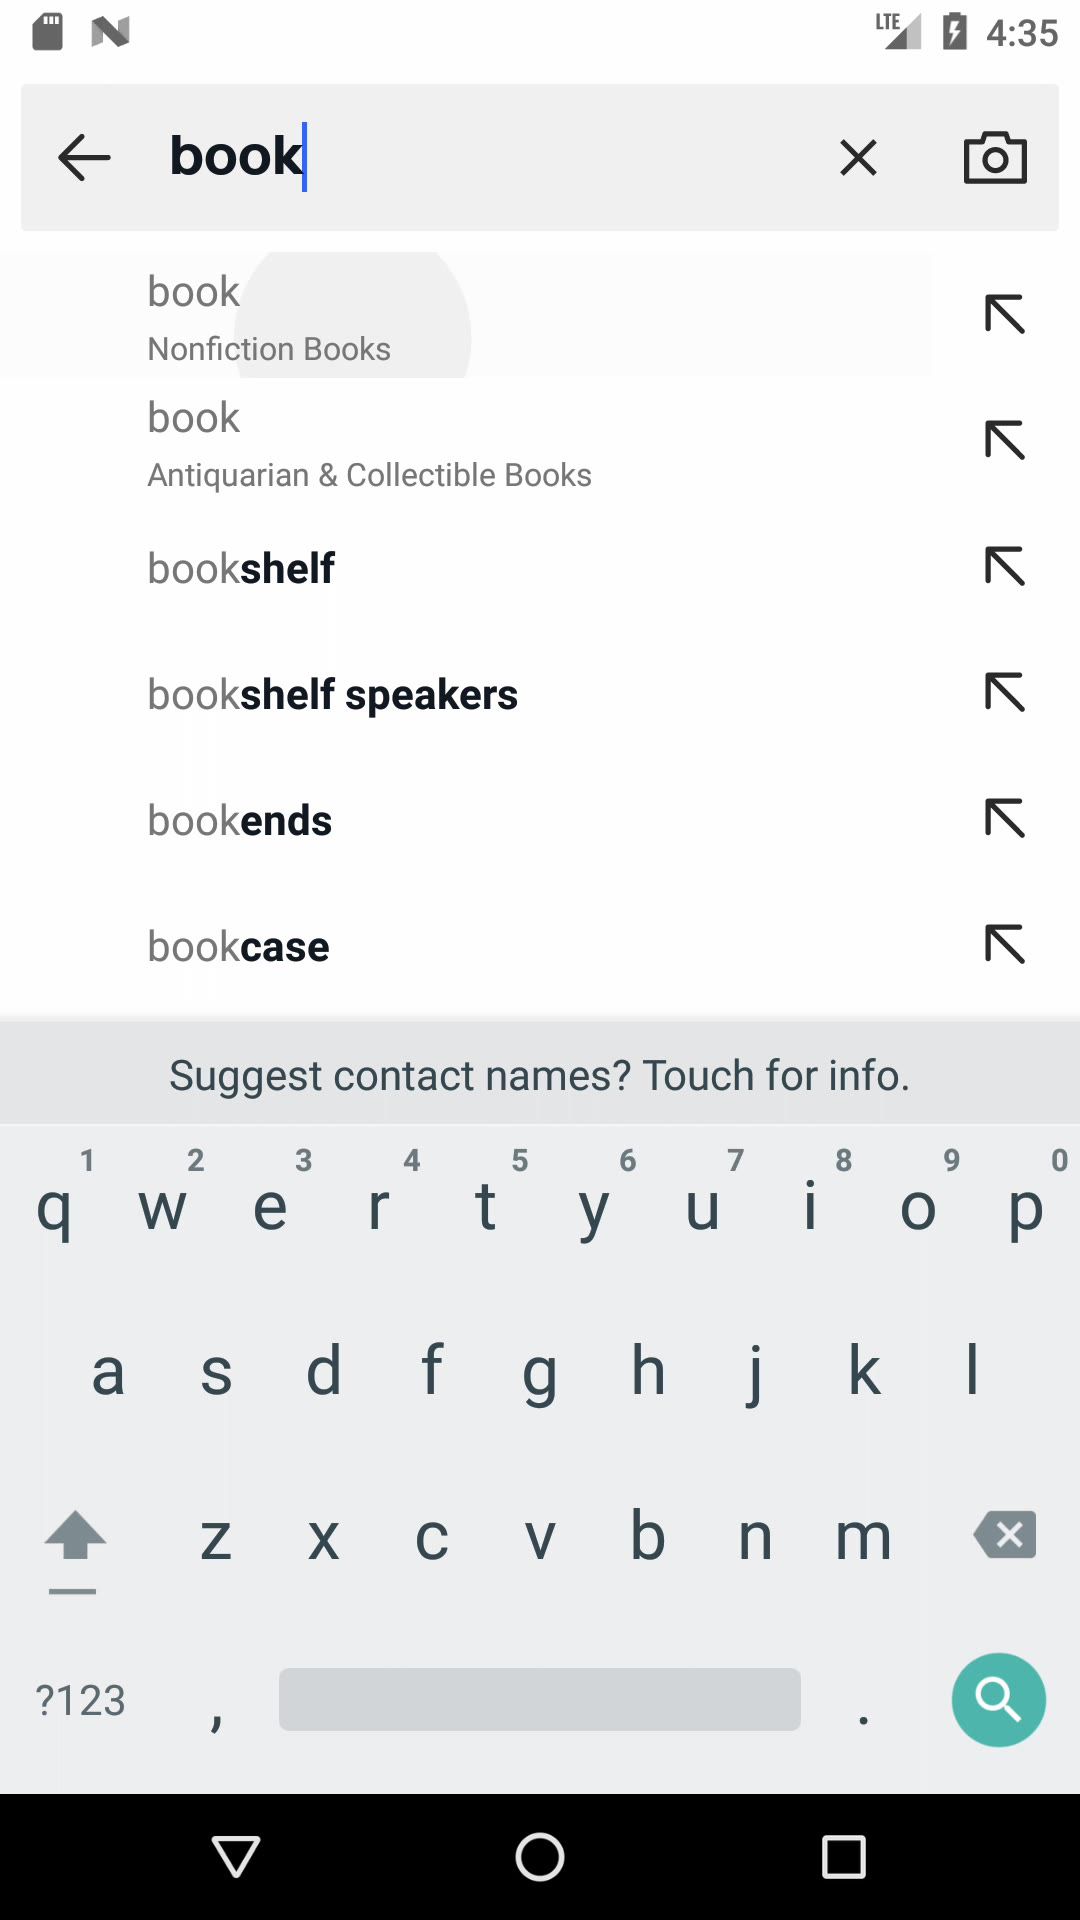 LTE 4:35
book
book
Nonfiction Books
book
Antiquarian & Collectible Books
bookshelf
bookshelf speakers
bookends
bookcase
Suggest contact names? Touch for info.
1 2 3 4 5 6 7 8 9 0
q w e r t y u i o p
a s d f g h j k l
z x c v b n m
?123 , .